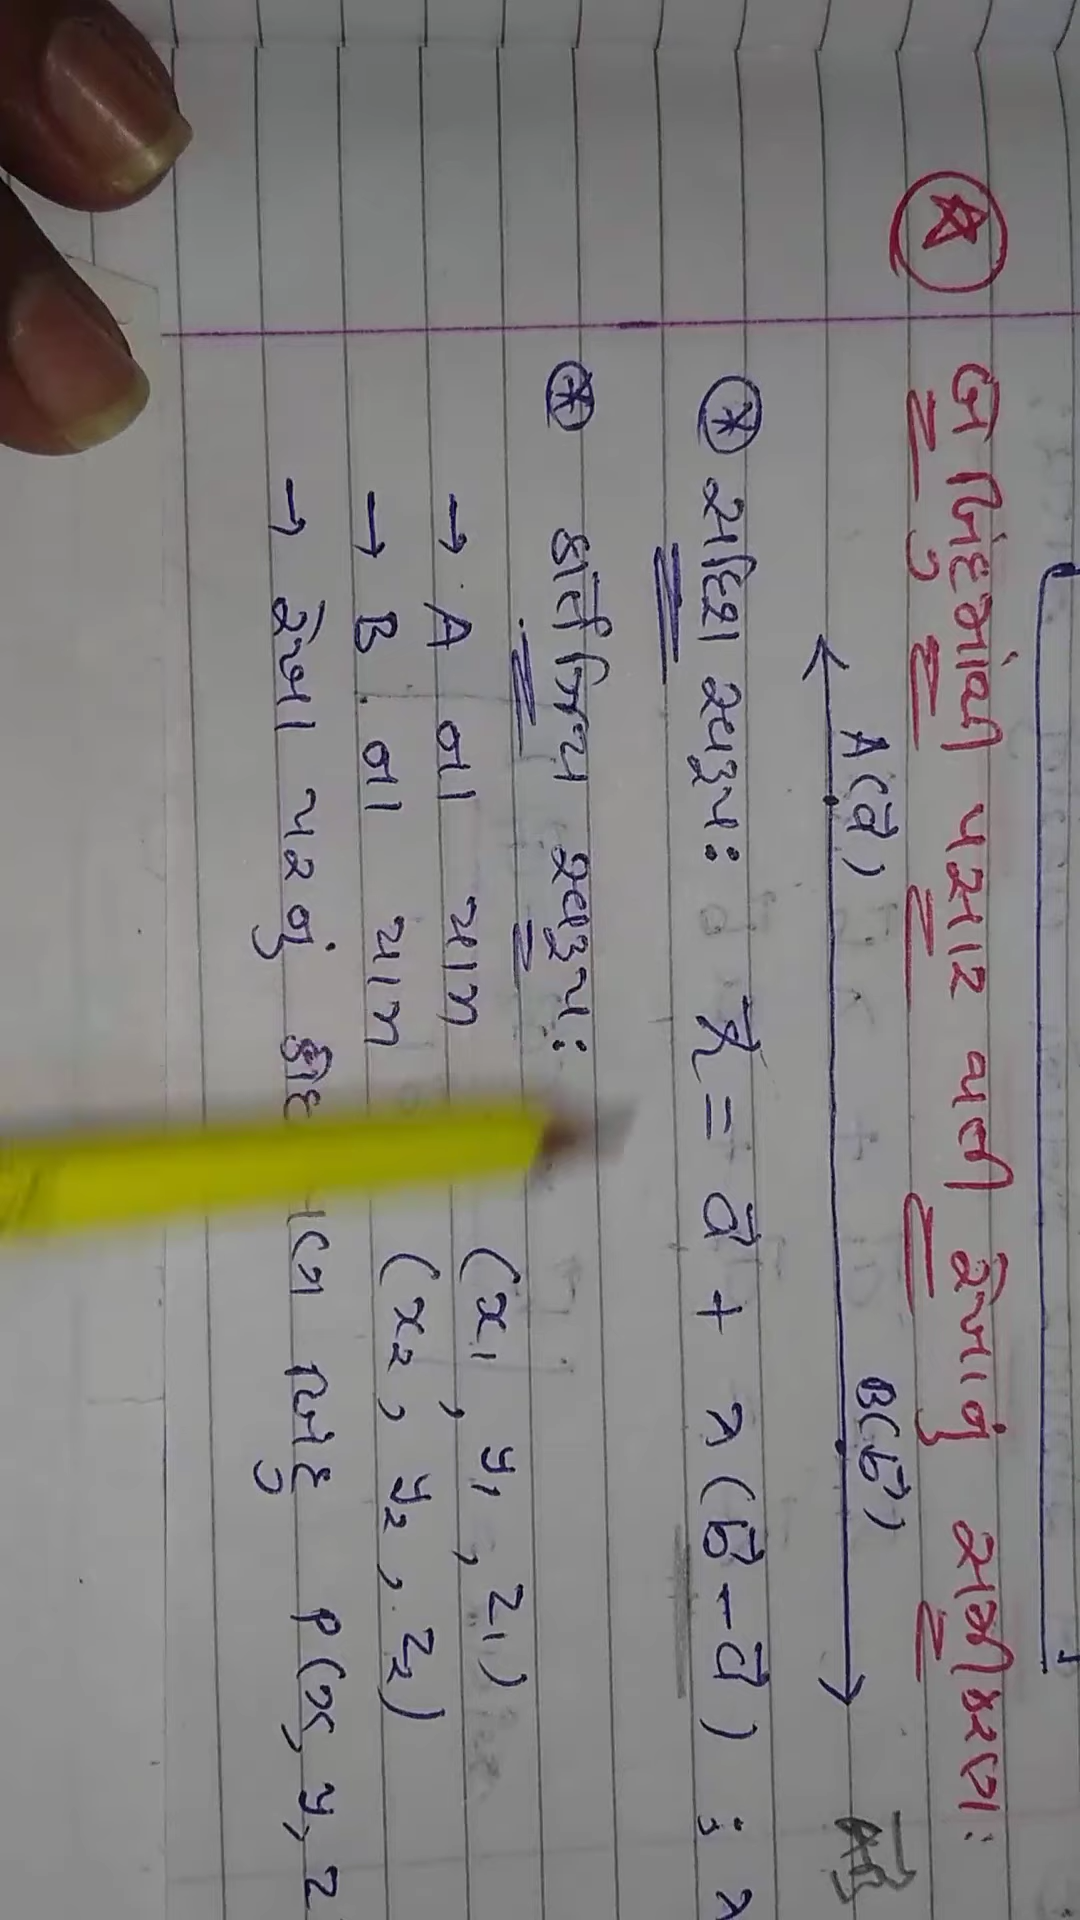 બે બિંદુમાંથી પસાર થતી રેખાનું સમીકરણ:
A(a⃗) B(b⃗)
સદિશ સ્વરૂપ: r⃗ = a⃗ + λ(b⃗ - a⃗) ; λ
કાર્તેઝિય સ્વરૂપ:
→ A ના યામ (x₁, y₁, z₁)
→ B ના યામ (x₂, y₂, z₂)
→ રેખા પરનું બિંદુ P(x, y, z